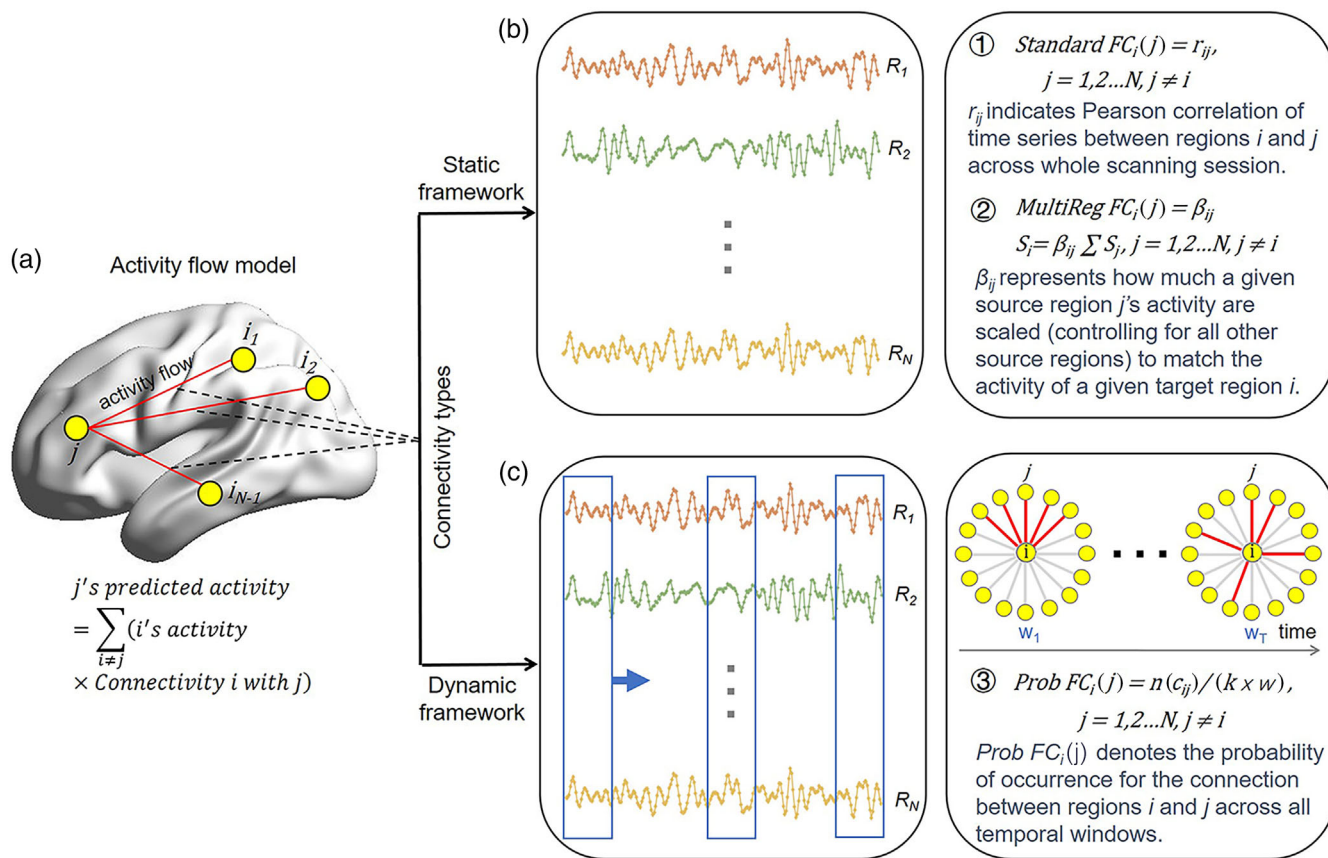 (a)
Activity flow model
i1
i2
activity flow
j
iN-1
j's predicted activity
= ∑ (i's activity
i≠j
× Connectivity i with j)
Connectivity types
Static
framework
Dynamic
framework
(b)
R1
R2
RN
① Standard FCi(j) = rij,
j = 1,2...N, j ≠ i
rij indicates Pearson correlation of
time series between regions i and j
across whole scanning session.
② MultiReg FCi(j) = βij
Si= βij ∑ Sj, j = 1,2...N, j ≠ i
βij represents how much a given
source region j's activity are
scaled (controlling for all other
source regions) to match the
activity of a given target region i.
(c)
R1
R2
RN
j
j
i
i
w1
wT
time
③ Prob FCi(j) = n(cij)/(k x w),
j = 1,2...N, j ≠ i
Prob FCi(j) denotes the probability
of occurrence for the connection
between regions i and j across all
temporal windows.